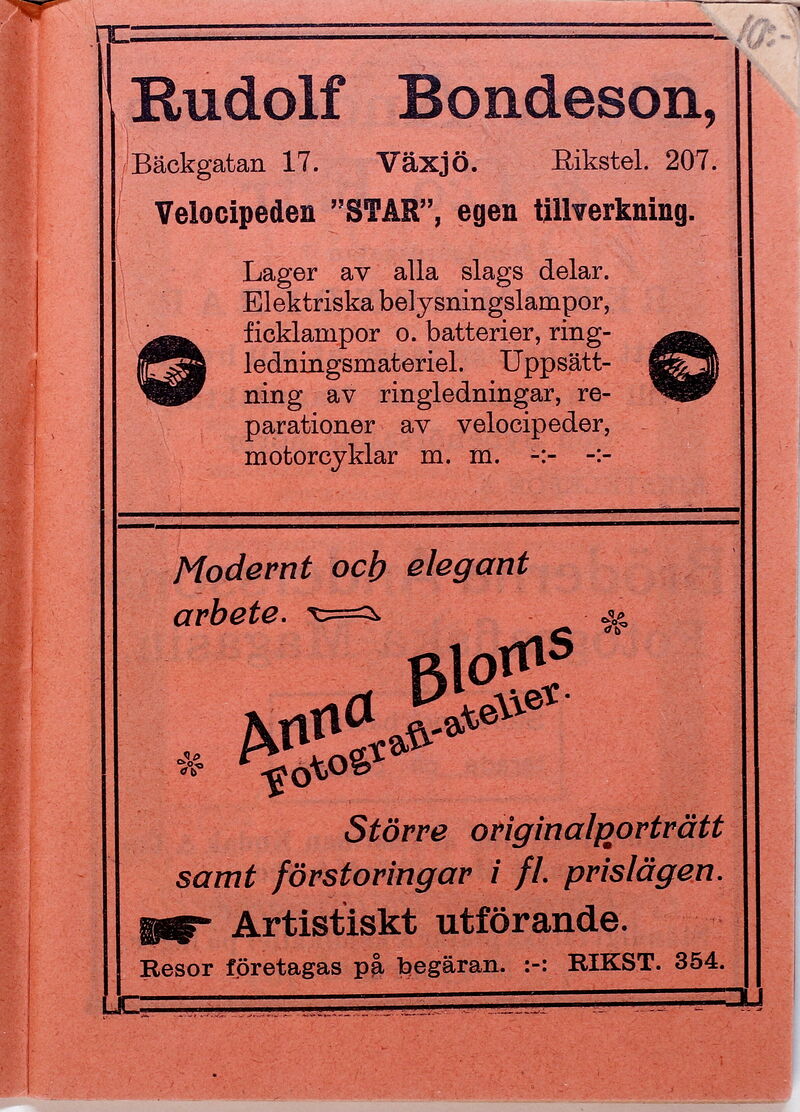 10:-
Rudolf Bondeson,
Bäckgatan 17. Växjö. Rikstel. 207.
Velocipeden ”STAR”, egen tillverkning.
Lager av alla slags delar.
Elektriska belysningslampor,
ficklampor o. batterier, ring-
ledningsmateriel. Uppsätt-
ning av ringledningar, re-
parationer av velocipeder,
motorcyklar m. m. -:- -:-
Modernt och elegant
arbete.
Anna Bloms
Fotografi-atelier.
Större originalporträtt
samt förstoringar i fl. prislägen.
Artistiskt utförande.
Resor företagas på begäran. :-: RIKST. 354.